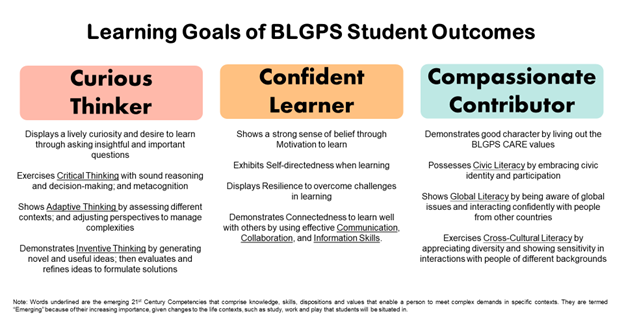 Learning Goals of BLGPS Student Outcomes
Curious
Thinker
Displays a lively curiosity and desire to learn
through asking insightful and important
questions
Exercises Critical Thinking with sound reasoning
and decision-making; and metacognition
Shows Adaptive Thinking by assessing different
contexts; and adjusting perspectives to manage
complexities
Demonstrates Inventive Thinking by generating
novel and useful ideas; then evaluates and
refines ideas to formulate solutions
Confident
Learner
Shows a strong sense of belief through
Motivation to learn
Exhibits Self-directedness when learning
Displays Resilience to overcome challenges
in learning
Demonstrates Connectedness to learn well
with others by using effective Communication,
Collaboration, and Information Skills.
Compassionate
Contributor
Demonstrates good character by living out the
BLGPS CARE values
Possesses Civic Literacy by embracing civic
identity and participation
Shows Global Literacy by being aware of global
issues and interacting confidently with people
from other countries
Exercises Cross-Cultural Literacy by
appreciating diversity and showing sensitivity in
interactions with people of different backgrounds
Note: Words underlined are the emerging 21st Century Competencies that comprise knowledge, skills, dispositions and values that enable a person to meet complex demands in specific contexts. They are termed
"Emerging" because of their increasing importance, given changes to the life contexts, such as study, work and play that students will be situated in.